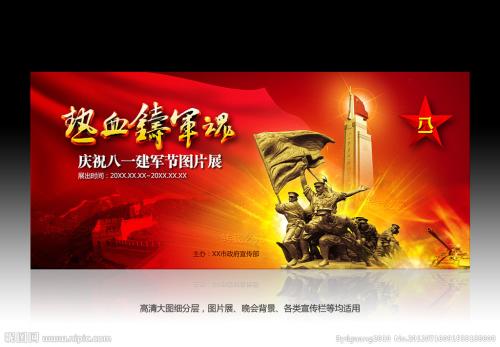 热血鑄軍魂
庆祝八一建军节图片展
展出时间：20XX.XX.XX~20XX.XX.XX
八一
主办：XX市政府宣传部
高清大图细分层，图片展、晚会背景、各类宣传栏等均适用
昵图网 www.nipic.com